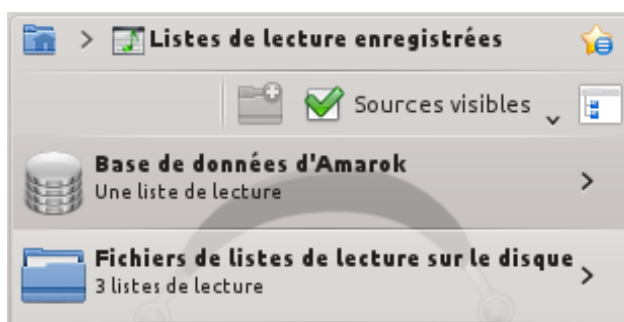 > Listes de lecture enregistrées
Sources visibles
Base de données d'Amarok
Une liste de lecture
Fichiers de listes de lecture sur le disque
3 listes de lecture